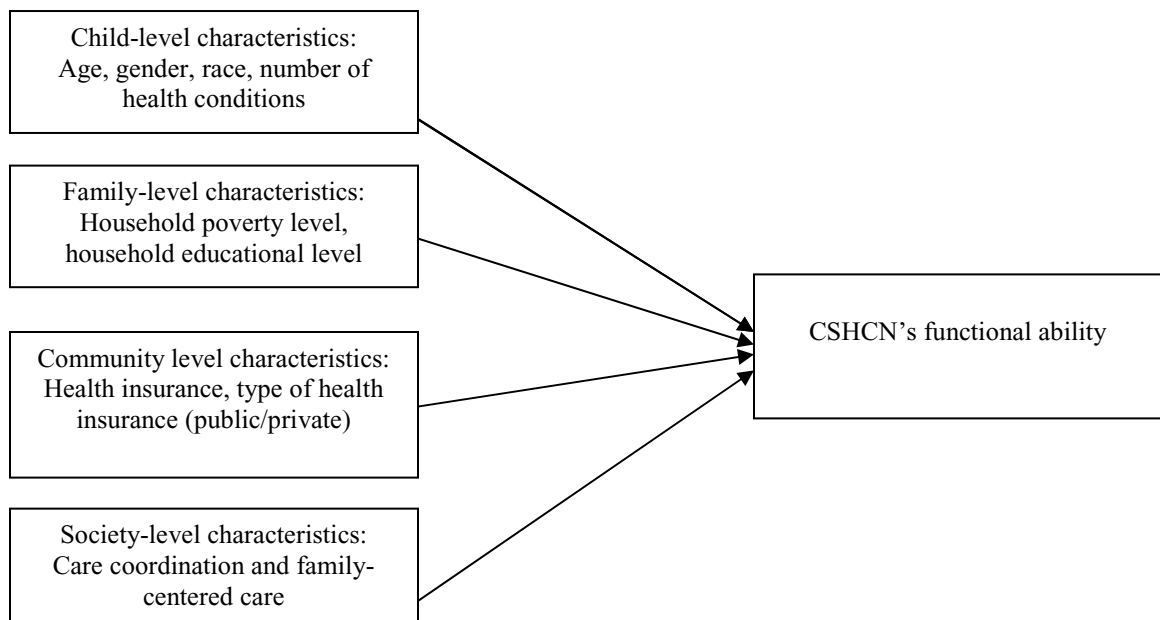 Child-level characteristics:
Age, gender, race, number of
health conditions
Family-level characteristics:
Household poverty level,
household educational level
Community level characteristics:
Health insurance, type of health
insurance (public/private)
Society-level characteristics:
Care coordination and family-
centered care
CSHCN’s functional ability